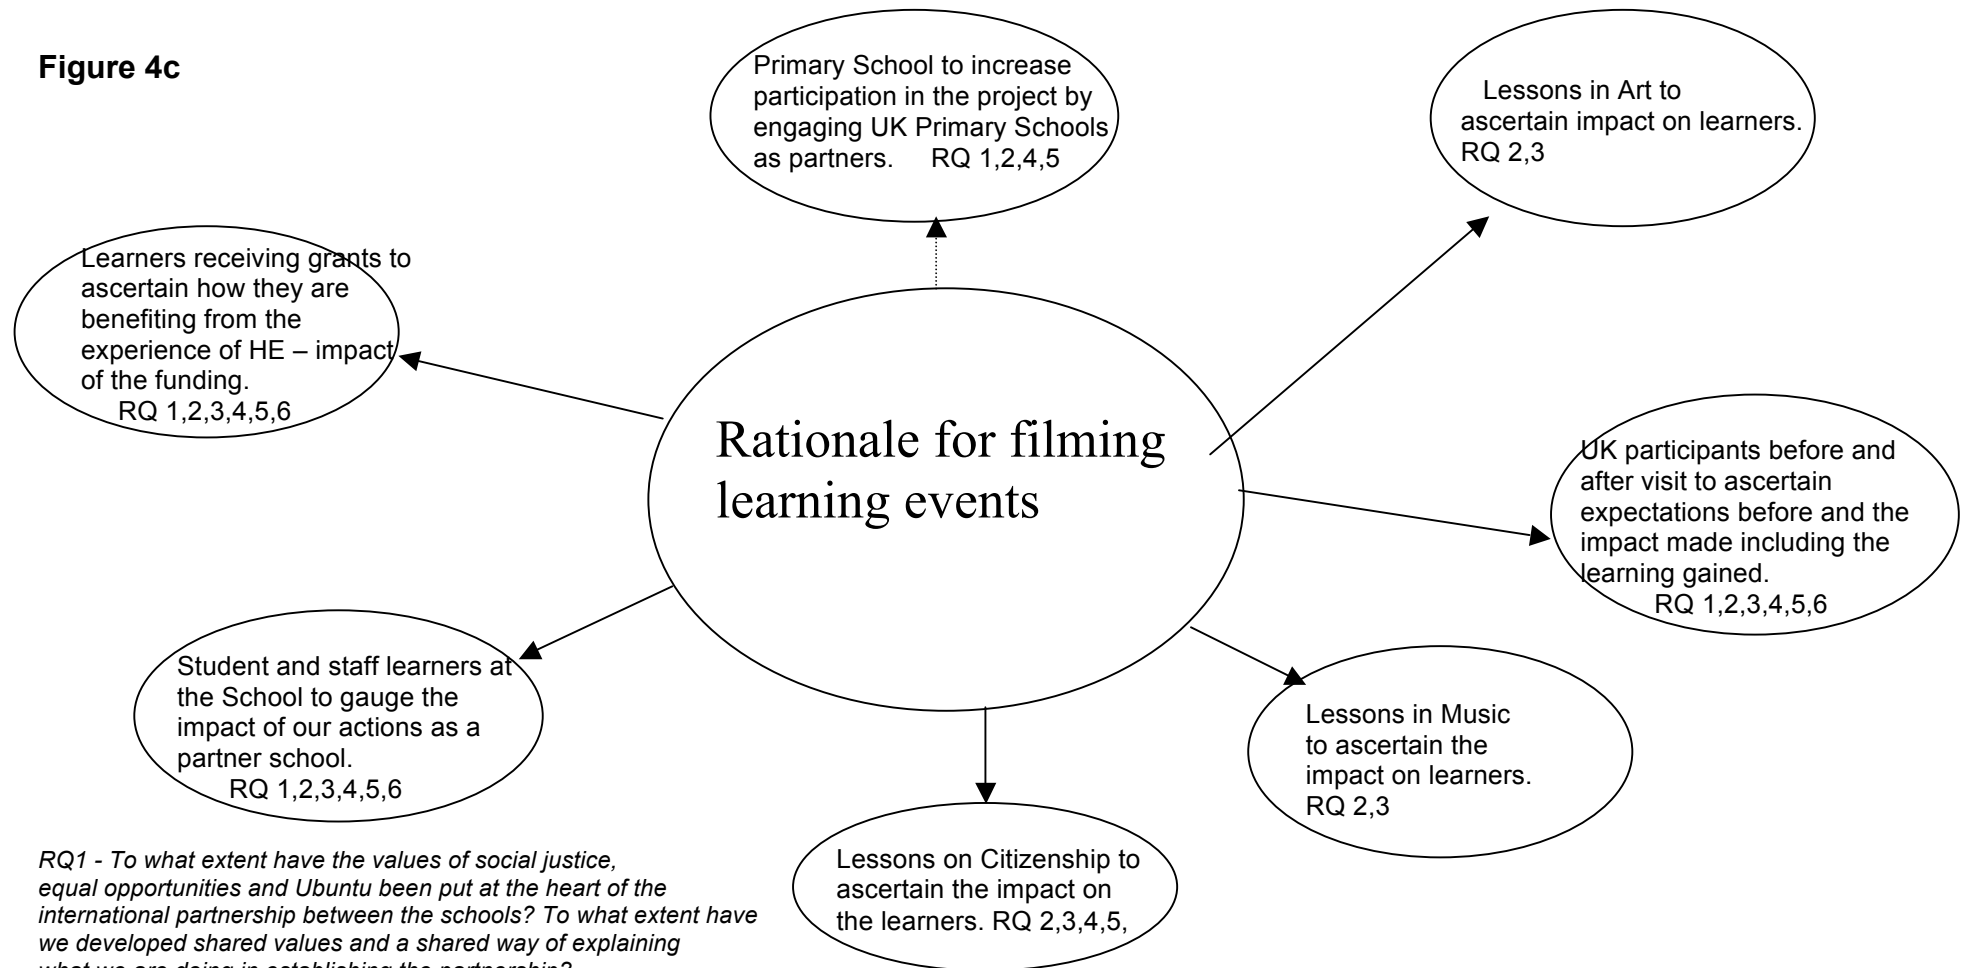 Figure 4c
Primary School to increase
participation in the project by
engaging UK Primary Schools
as partners. RQ 1,2,4,5
Lessons in Art to
ascertain impact on learners.
RQ 2,3
Learners receiving grants to
ascertain how they are
benefiting from the
experience of HE – impact
of the funding.
RQ 1,2,3,4,5,6
Rationale for filming
learning events
UK participants before and
after visit to ascertain
expectations before and the
impact made including the
learning gained.
RQ 1,2,3,4,5,6
Student and staff learners at
the School to gauge the
impact of our actions as a
partner school.
RQ 1,2,3,4,5,6
Lessons in Music
to ascertain the
impact on learners.
RQ 2,3
Lessons on Citizenship to
ascertain the impact on
the learners. RQ 2,3,4,5,
RQ1 - To what extent have the values of social justice,
equal opportunities and Ubuntu been put at the heart of the
international partnership between the schools? To what extent have
we developed shared values and a shared way of explaining
what we are doing in establishing the partnership?